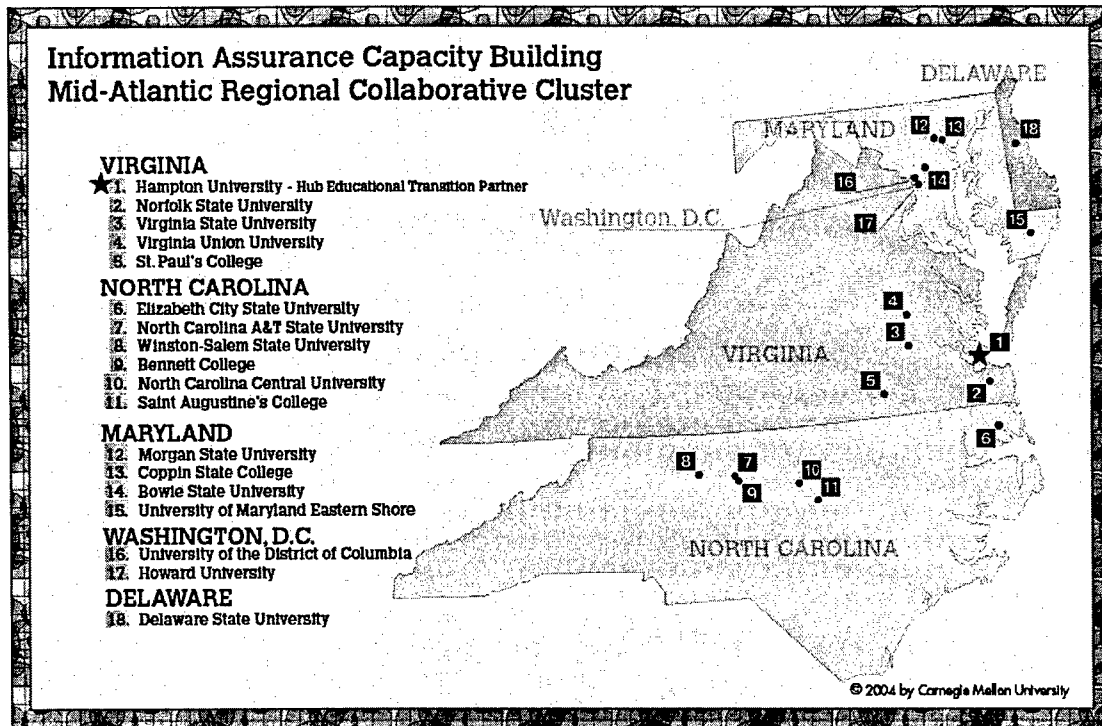 Information Assurance Capacity Building
Mid-Atlantic Regional Collaborative Cluster
VIRGINIA
1. Hampton University - Hub Educational Transition Partner
2. Norfolk State University
3. Virginia State University
4. Virginia Union University
5. St. Paul's College
NORTH CAROLINA
6. Elizabeth City State University
7. North Carolina A&T State University
8. Winston-Salem State University
9. Bennett College
10. North Carolina Central University
11. Saint Augustine's College
MARYLAND
12. Morgan State University
13. Coppin State College
14. Bowie State University
15. University of Maryland Eastern Shore
WASHINGTON, D.C.
16. University of the District of Columbia
17. Howard University
DELAWARE
18. Delaware State University
DELAWARE
MARYLAND
12 13
18
16
14
Washington, D.C.
17
15
4
3
1
VIRGINIA
5
2
6
8 7
10
9
11
NORTH CAROLINA
© 2004 by Carnegie Mellon University